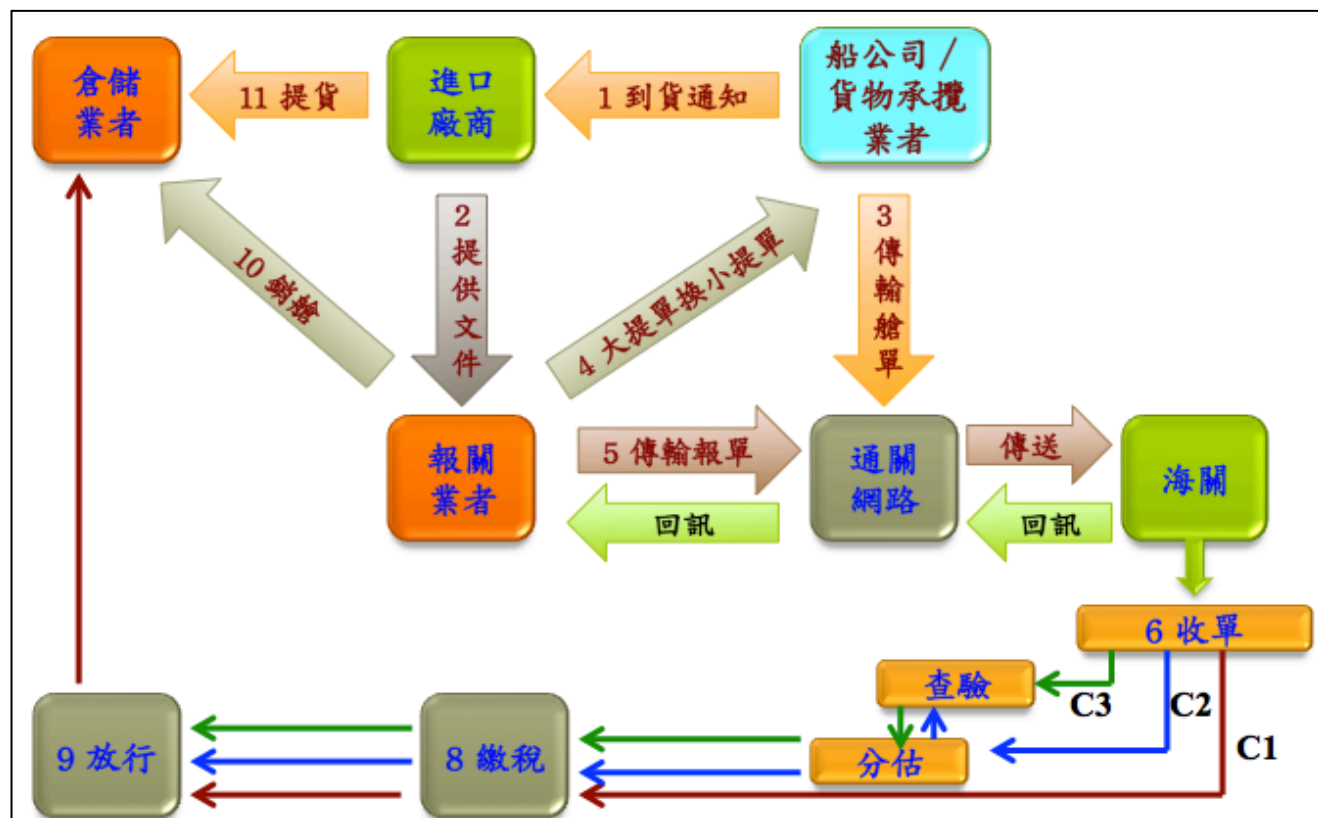 倉儲
業者
11 提貨
進口
廠商
1 到貨通知
船公司／
貨物承攬
業者
10 銷艙
2
提
供
文
件
4 大提單換小提單
3
傳
輸
艙
單
報關
業者
5 傳輸報單
回訊
通關
網路
傳送
回訊
海關
6 收單
查驗
C3
C2
C1
分估
9 放行
8 繳稅